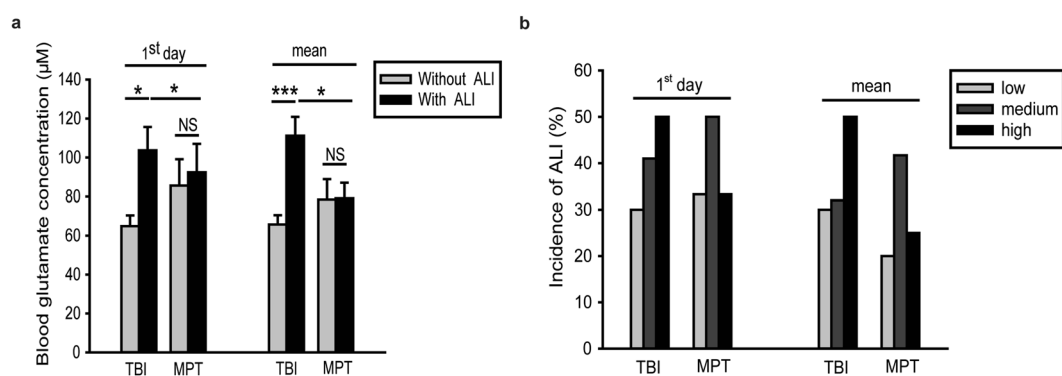 a
1st day
mean
Without ALI
With ALI
Blood glutamate concentration (µM)
140
120
100
80
60
40
20
0
*
*
NS
***
*
NS
TBI
MPT
TBI
MPT
b
1st day
mean
low
medium
high
Incidence of ALI (%)
60
50
40
30
20
10
0
TBI
MPT
TBI
MPT